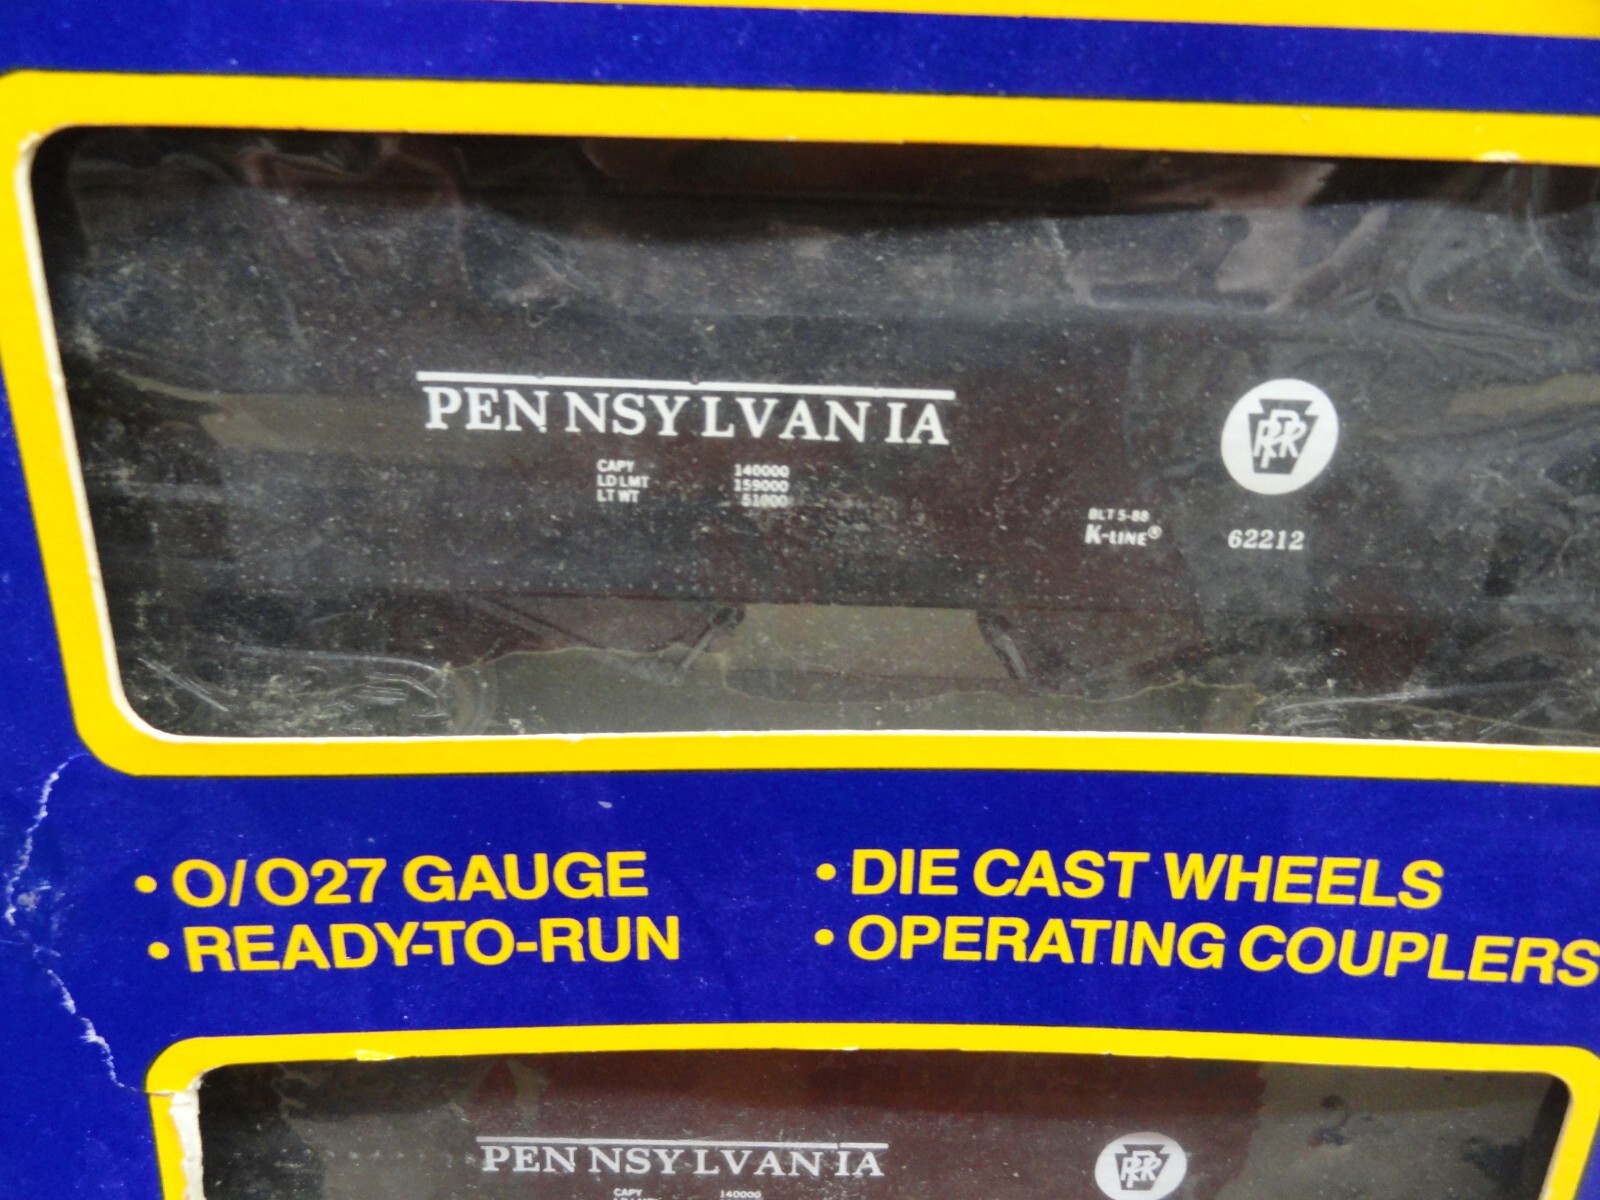 PENNSYLVANIA
CAPY 140000
LD LMT 159000
LT WT 51000
PRR
BLT 5-88
K-LINE®
62212
• O/O27 GAUGE
• READY-TO-RUN
• DIE CAST WHEELS
• OPERATING COUPLERS
PENNSYLVANIA
PRR
CAPY 140000